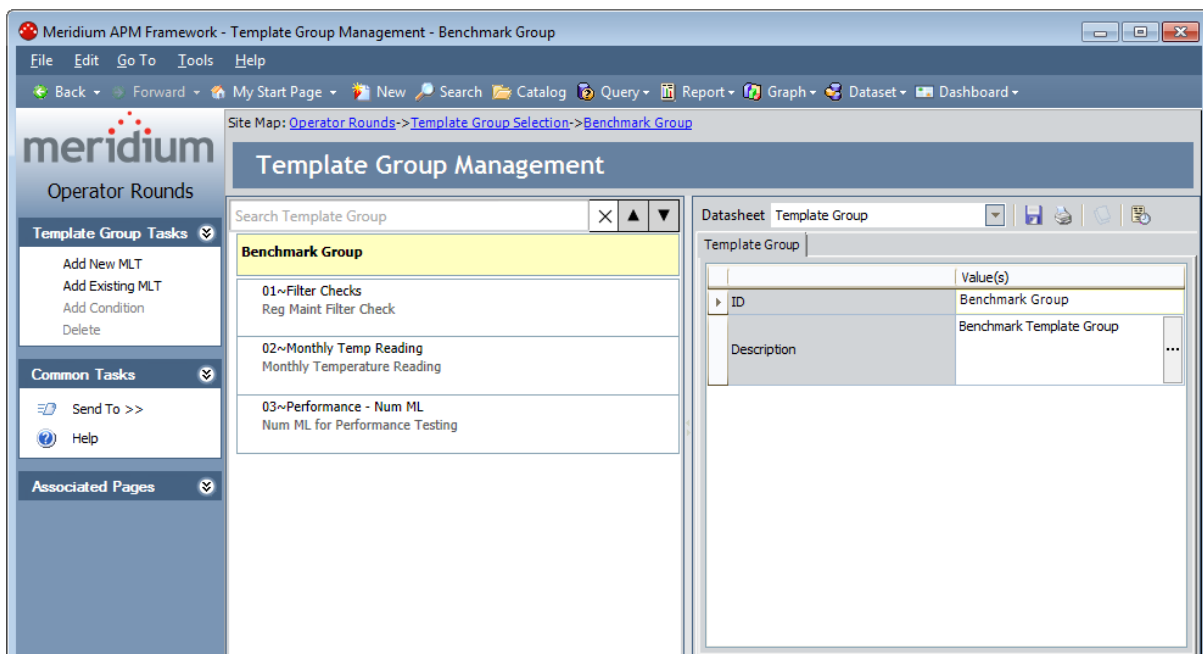 Meridium APM Framework - Template Group Management - Benchmark Group
File Edit Go To Tools Help
Back Forward My Start Page New Search Catalog Query Report Graph Dataset Dashboard
meridium
Operator Rounds
Template Group Tasks
Add New MLT
Add Existing MLT
Add Condition
Delete
Common Tasks
Send To >>
Help
Associated Pages
Site Map: Operator Rounds->Template Group Selection->Benchmark Group
Template Group Management
Search Template Group
Benchmark Group
01~Filter Checks
Reg Maint Filter Check
02~Monthly Temp Reading
Monthly Temperature Reading
03~Performance - Num ML
Num ML for Performance Testing
Datasheet Template Group
Template Group
Value(s)
ID Benchmark Group
Description Benchmark Template Group
...